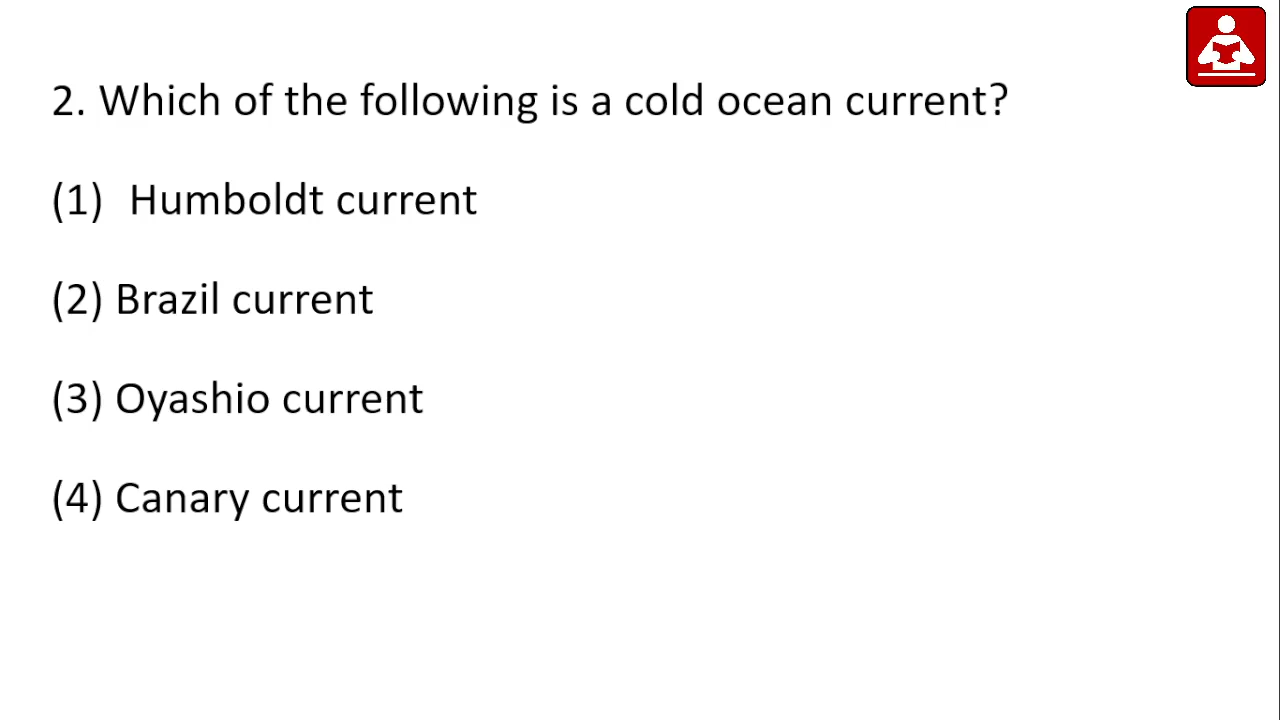 2. Which of the following is a cold ocean current?
(1) Humboldt current
(2) Brazil current
(3) Oyashio current
(4) Canary current